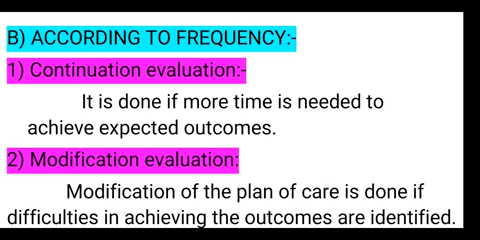 B) ACCORDING TO FREQUENCY:-
1) Continuation evaluation:-
It is done if more time is needed to
achieve expected outcomes.
2) Modification evaluation:
Modification of the plan of care is done if
difficulties in achieving the outcomes are identified.